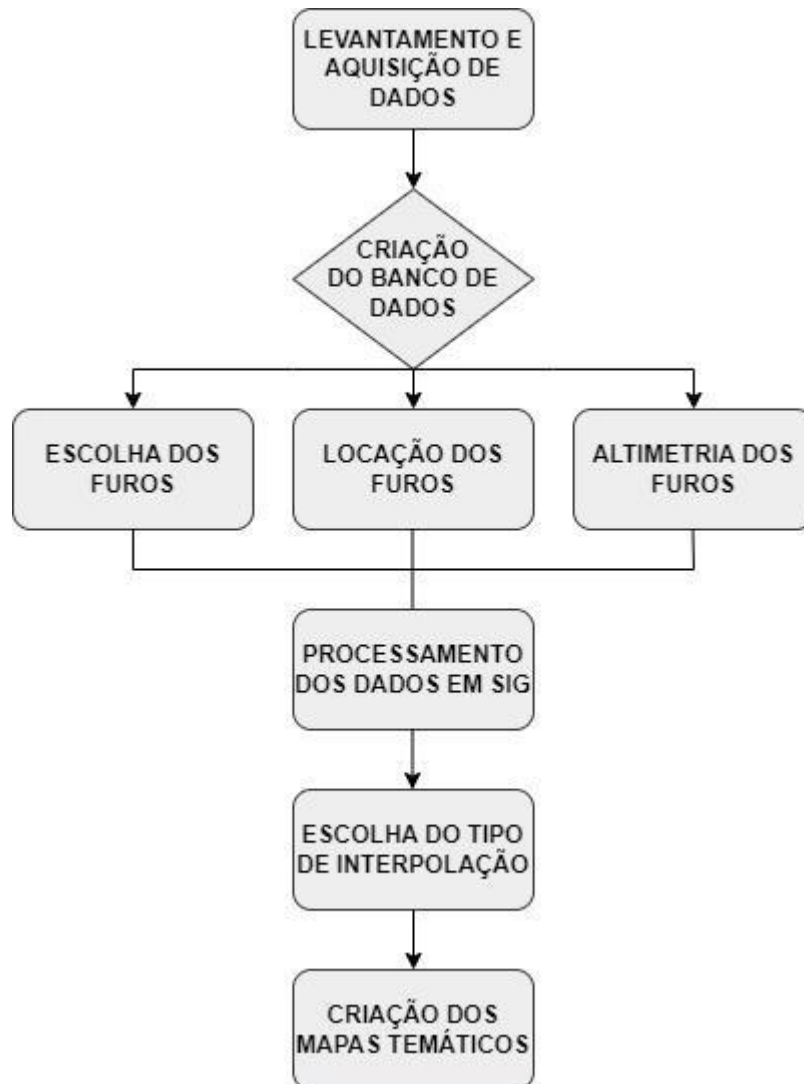 LEVANTAMENTO E
AQUISIÇÃO DE
DADOS
CRIAÇÃO
DO BANCO DE
DADOS
ESCOLHA DOS
FUROS
LOCAÇÃO DOS
FUROS
ALTIMETRIA DOS
FUROS
PROCESSAMENTO
DOS DADOS EM SIG
ESCOLHA DO TIPO
DE INTERPOLAÇÃO
CRIAÇÃO DOS
MAPAS TEMÁTICOS